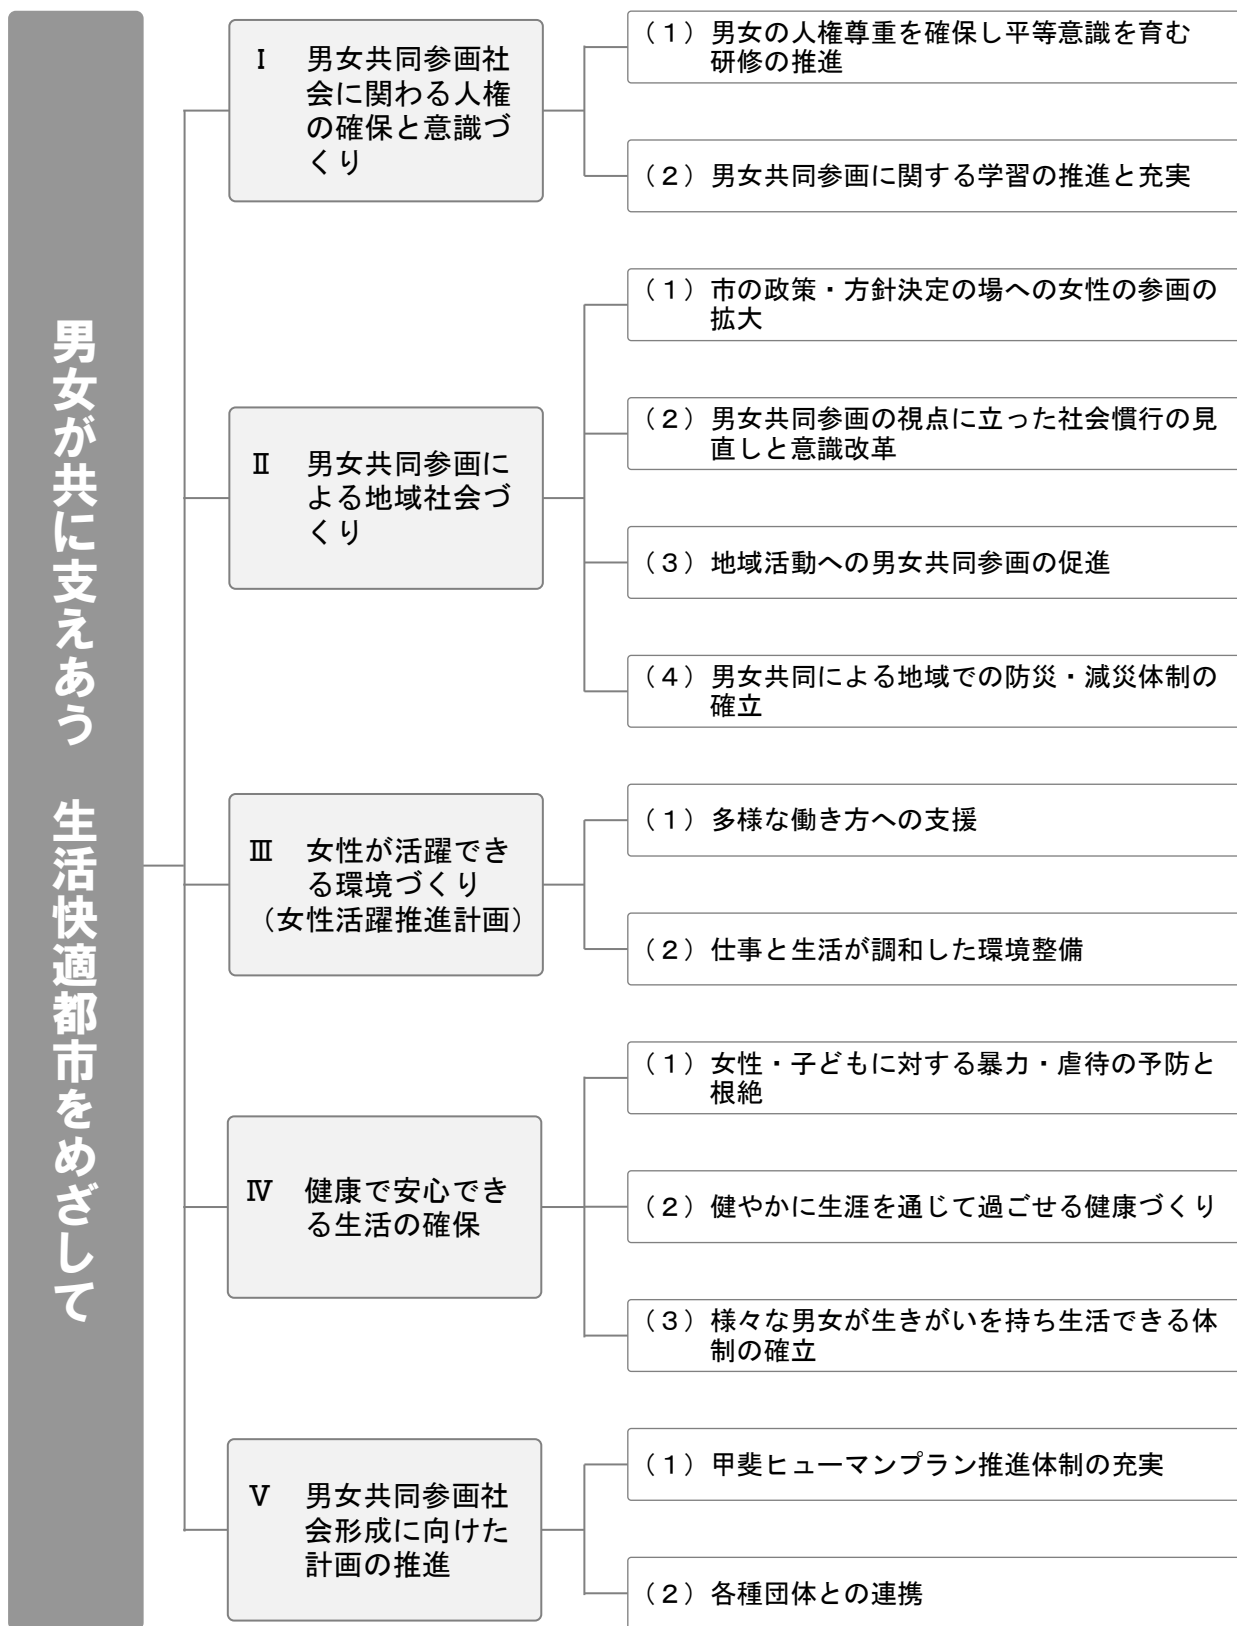 男女が共に支えあう　生活快適都市をめざして
Ⅰ　男女共同参画社
会に関わる人権
の確保と意識づ
くり
（１）男女の人権尊重を確保し平等意識を育む
研修の推進
（２）男女共同参画に関する学習の推進と充実
Ⅱ　男女共同参画に
よる地域社会づ
くり
（１）市の政策・方針決定の場への女性の参画の
拡大
（２）男女共同参画の視点に立った社会慣行の見
直しと意識改革
（３）地域活動への男女共同参画の促進
（４）男女共同による地域での防災・減災体制の
確立
Ⅲ　女性が活躍でき
る環境づくり
（女性活躍推進計画）
（１）多様な働き方への支援
（２）仕事と生活が調和した環境整備
Ⅳ　健康で安心でき
る生活の確保
（１）女性・子どもに対する暴力・虐待の予防と
根絶
（２）健やかに生涯を通じて過ごせる健康づくり
（３）様々な男女が生きがいを持ち生活できる体
制の確立
Ⅴ　男女共同参画社
会形成に向けた
計画の推進
（１）甲斐ヒューマンプラン推進体制の充実
（２）各種団体との連携